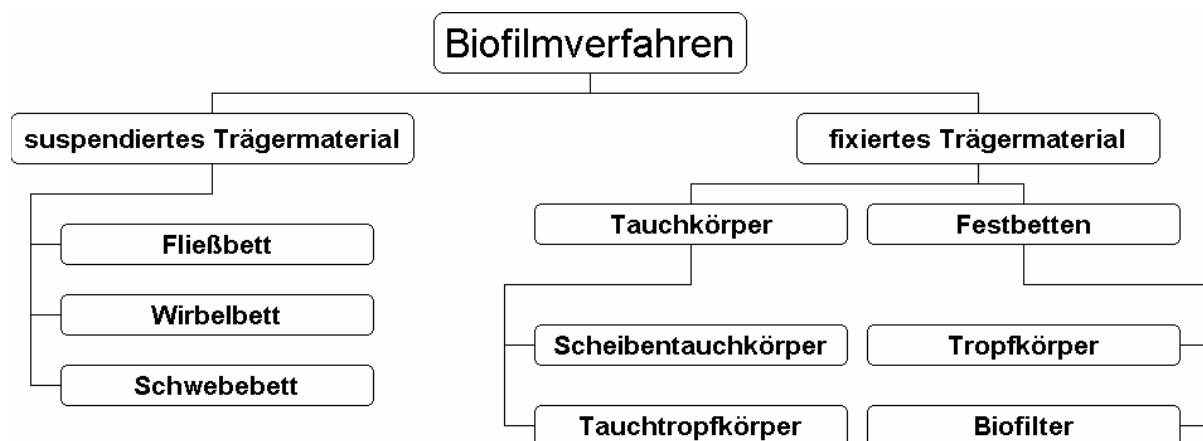 Biofilmverfahren
suspendiertes Trägermaterial
fixiertes Trägermaterial
Tauchkörper
Festbetten
Fließbett
Wirbelbett
Schwebebett
Scheibentauchkörper
Tropfkörper
Tauchtropfkörper
Biofilter